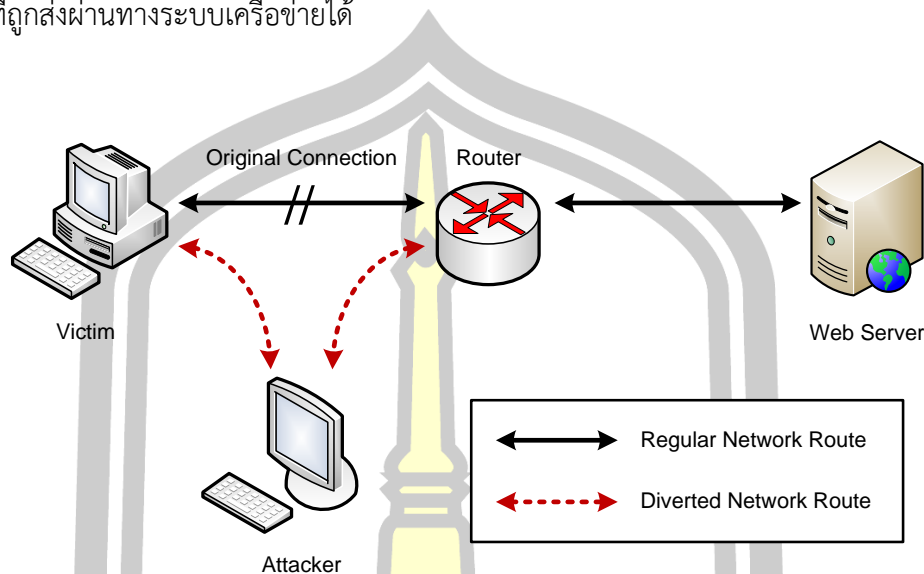 ที่ถูกส่งผ่านทางระบบเครือข่ายได้
Original Connection
Router
Victim
Web Server
Regular Network Route
Diverted Network Route
Attacker